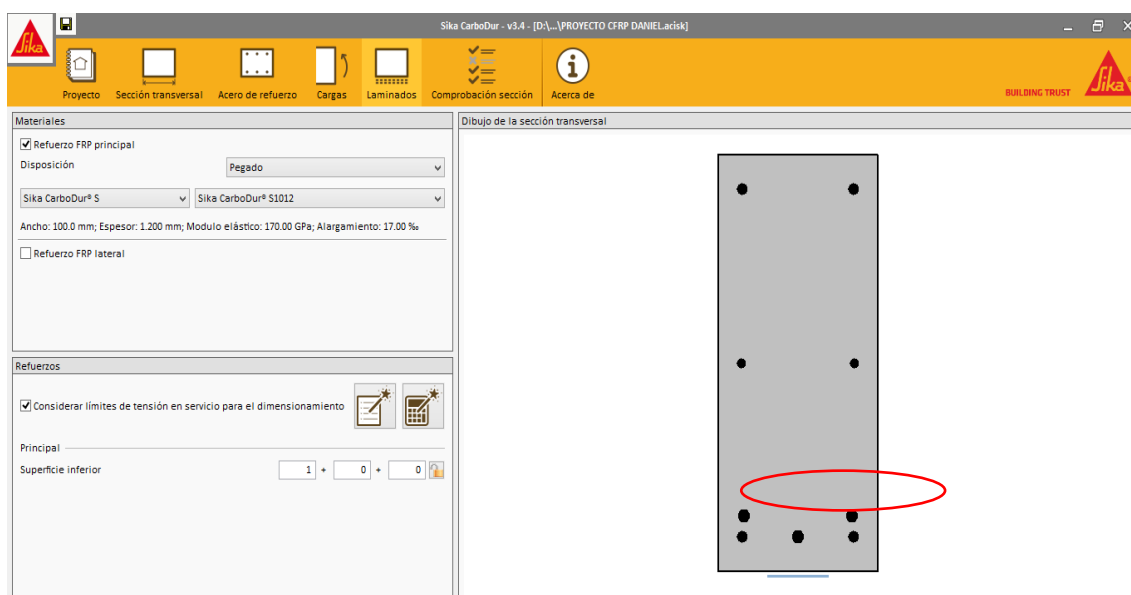 Sika CarboDur - v3.4 - [D:\...\PROYECTO CFRP DANIEL.acisk]
Sika
Proyecto Sección transversal Acero de refuerzo Cargas Laminados Comprobación sección Acerca de
BUILDING TRUST Sika ®
Materiales
Refuerzo FRP principal
Disposición Pegado
Sika CarboDur® S Sika CarboDur® S1012
Ancho: 100.0 mm; Espesor: 1.200 mm; Modulo elástico: 170.00 GPa; Alargamiento: 17.00 ‰
Refuerzo FRP lateral
Refuerzos
Considerar límites de tensión en servicio para el dimensionamiento
Principal
Superficie inferior 1 + 0 + 0
Dibujo de la sección transversal